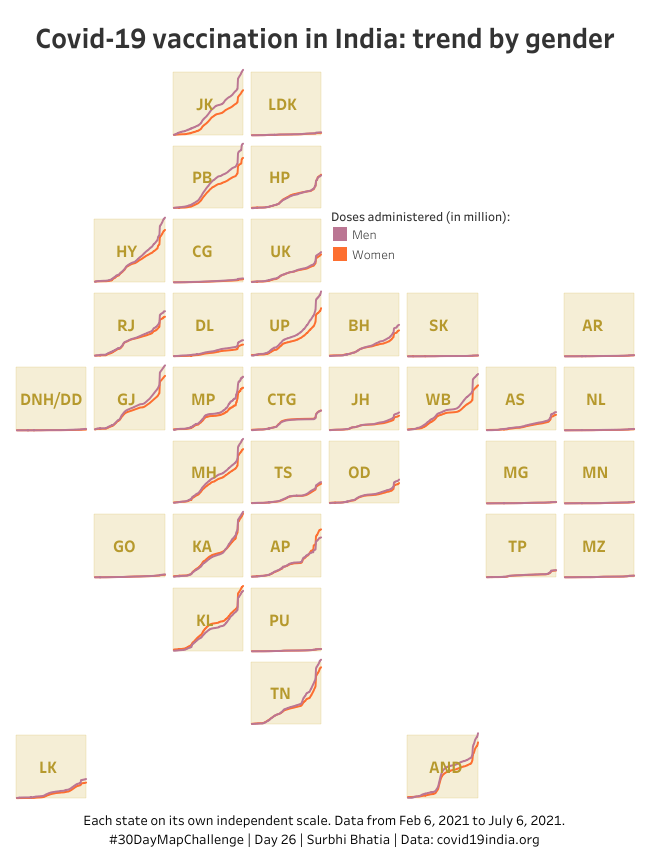 Covid-19 vaccination in India: trend by gender
JK LDK
PB HP
Doses administered (in million):
Men
Women
HY CG UK
RJ DL UP BH SK AR
DNH/DD GJ MP CTG JH WB AS NL
MH TS OD MG MN
GO KA AP TP MZ
KL PU
TN
LK AND
Each state on its own independent scale. Data from Feb 6, 2021 to July 6, 2021.
#30DayMapChallenge | Day 26 | Surbhi Bhatia | Data: covid19india.org